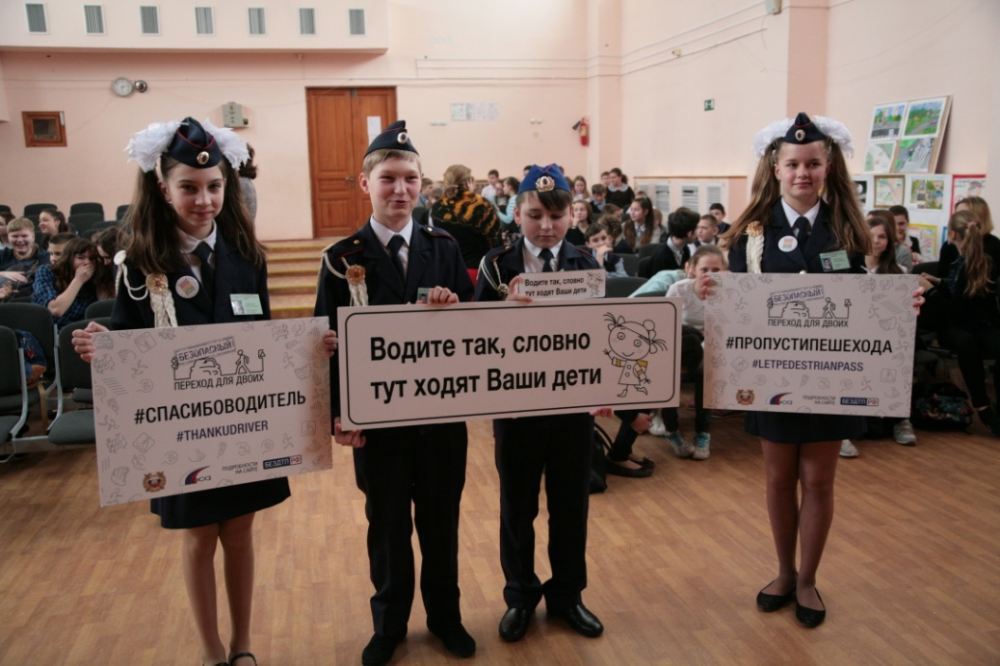 БЕЗОПАСНЫЙ
ПЕРЕХОД ДЛЯ ДВОИХ
#СПАСИБОВОДИТЕЛЬ
#THANKUDRIVER
ПОДРОБНОСТИ
НА САЙТЕ
БЕЗДТП.РФ
Водите так, словно
тут ходят Ваши дети
Водите так, словно
тут ходят Ваши дети
БЕЗОПАСНЫЙ
ПЕРЕХОД ДЛЯ ДВОИХ
#ПРОПУСТИПЕШЕХОДА
#LETPEDESTRIANPASS
ПОДРОБНОСТИ
НА САЙТЕ
БЕЗДТП.РФ